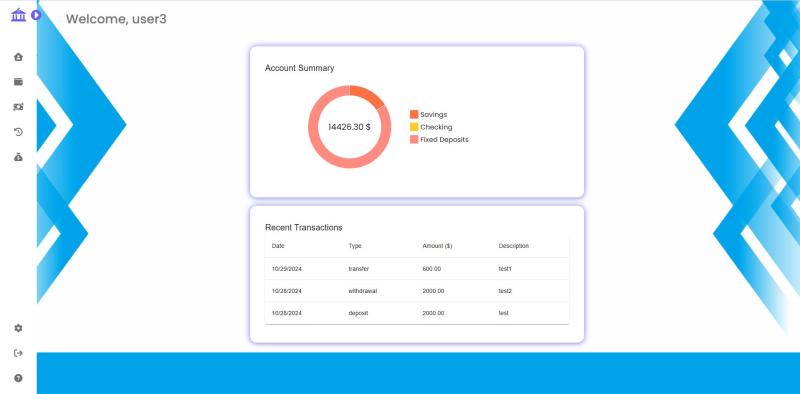 Welcome, user3
Account Summary
14426.30 $
Savings
Checking
Fixed Deposits
Recent Transactions
Date Type Amount ($) Description
10/29/2024 transfer 600.00 test1
10/28/2024 withdrawal 2000.00 test2
10/28/2024 deposit 2000.00 test